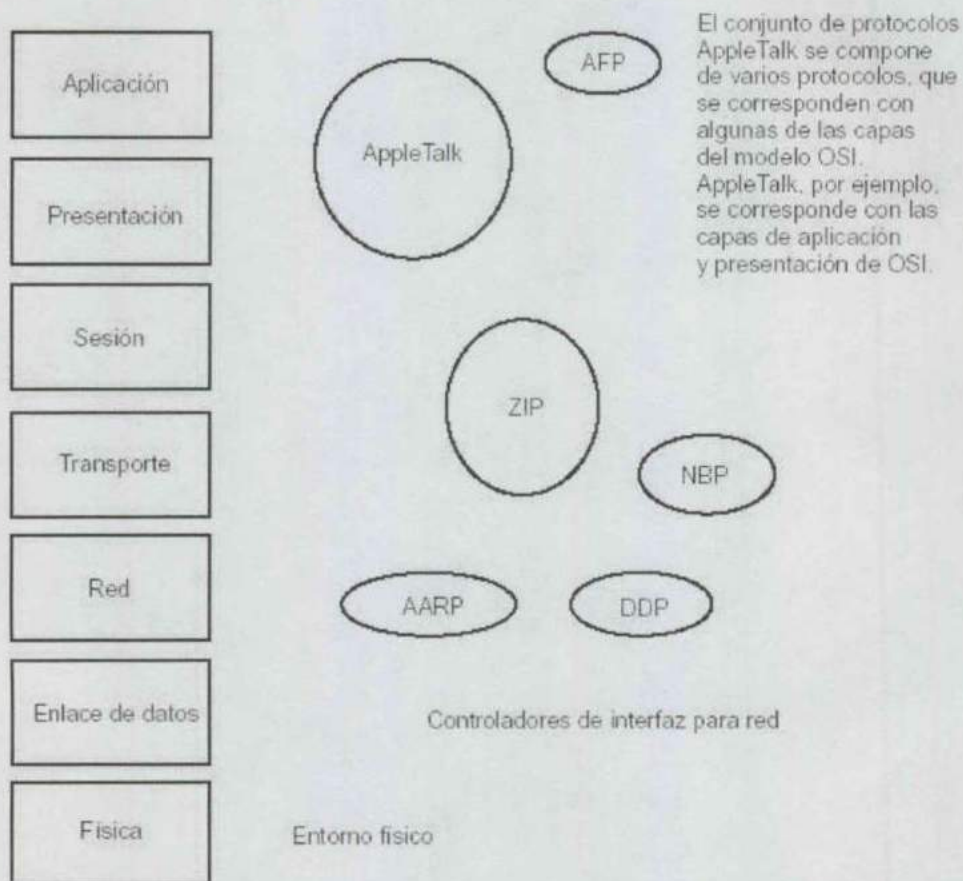 Aplicación
Presentación
Sesión
Transporte
Red
Enlace de datos
Física
AppleTalk
AFP
ZIP
NBP
AARP
DDP
Controladores de interfaz para red
Entorno físico
El conjunto de protocolos
AppleTalk se compone
de varios protocolos, que
se corresponden con
algunas de las capas
del modelo OSI.
AppleTalk, por ejemplo,
se corresponde con las
capas de aplicación
y presentación de OSI.